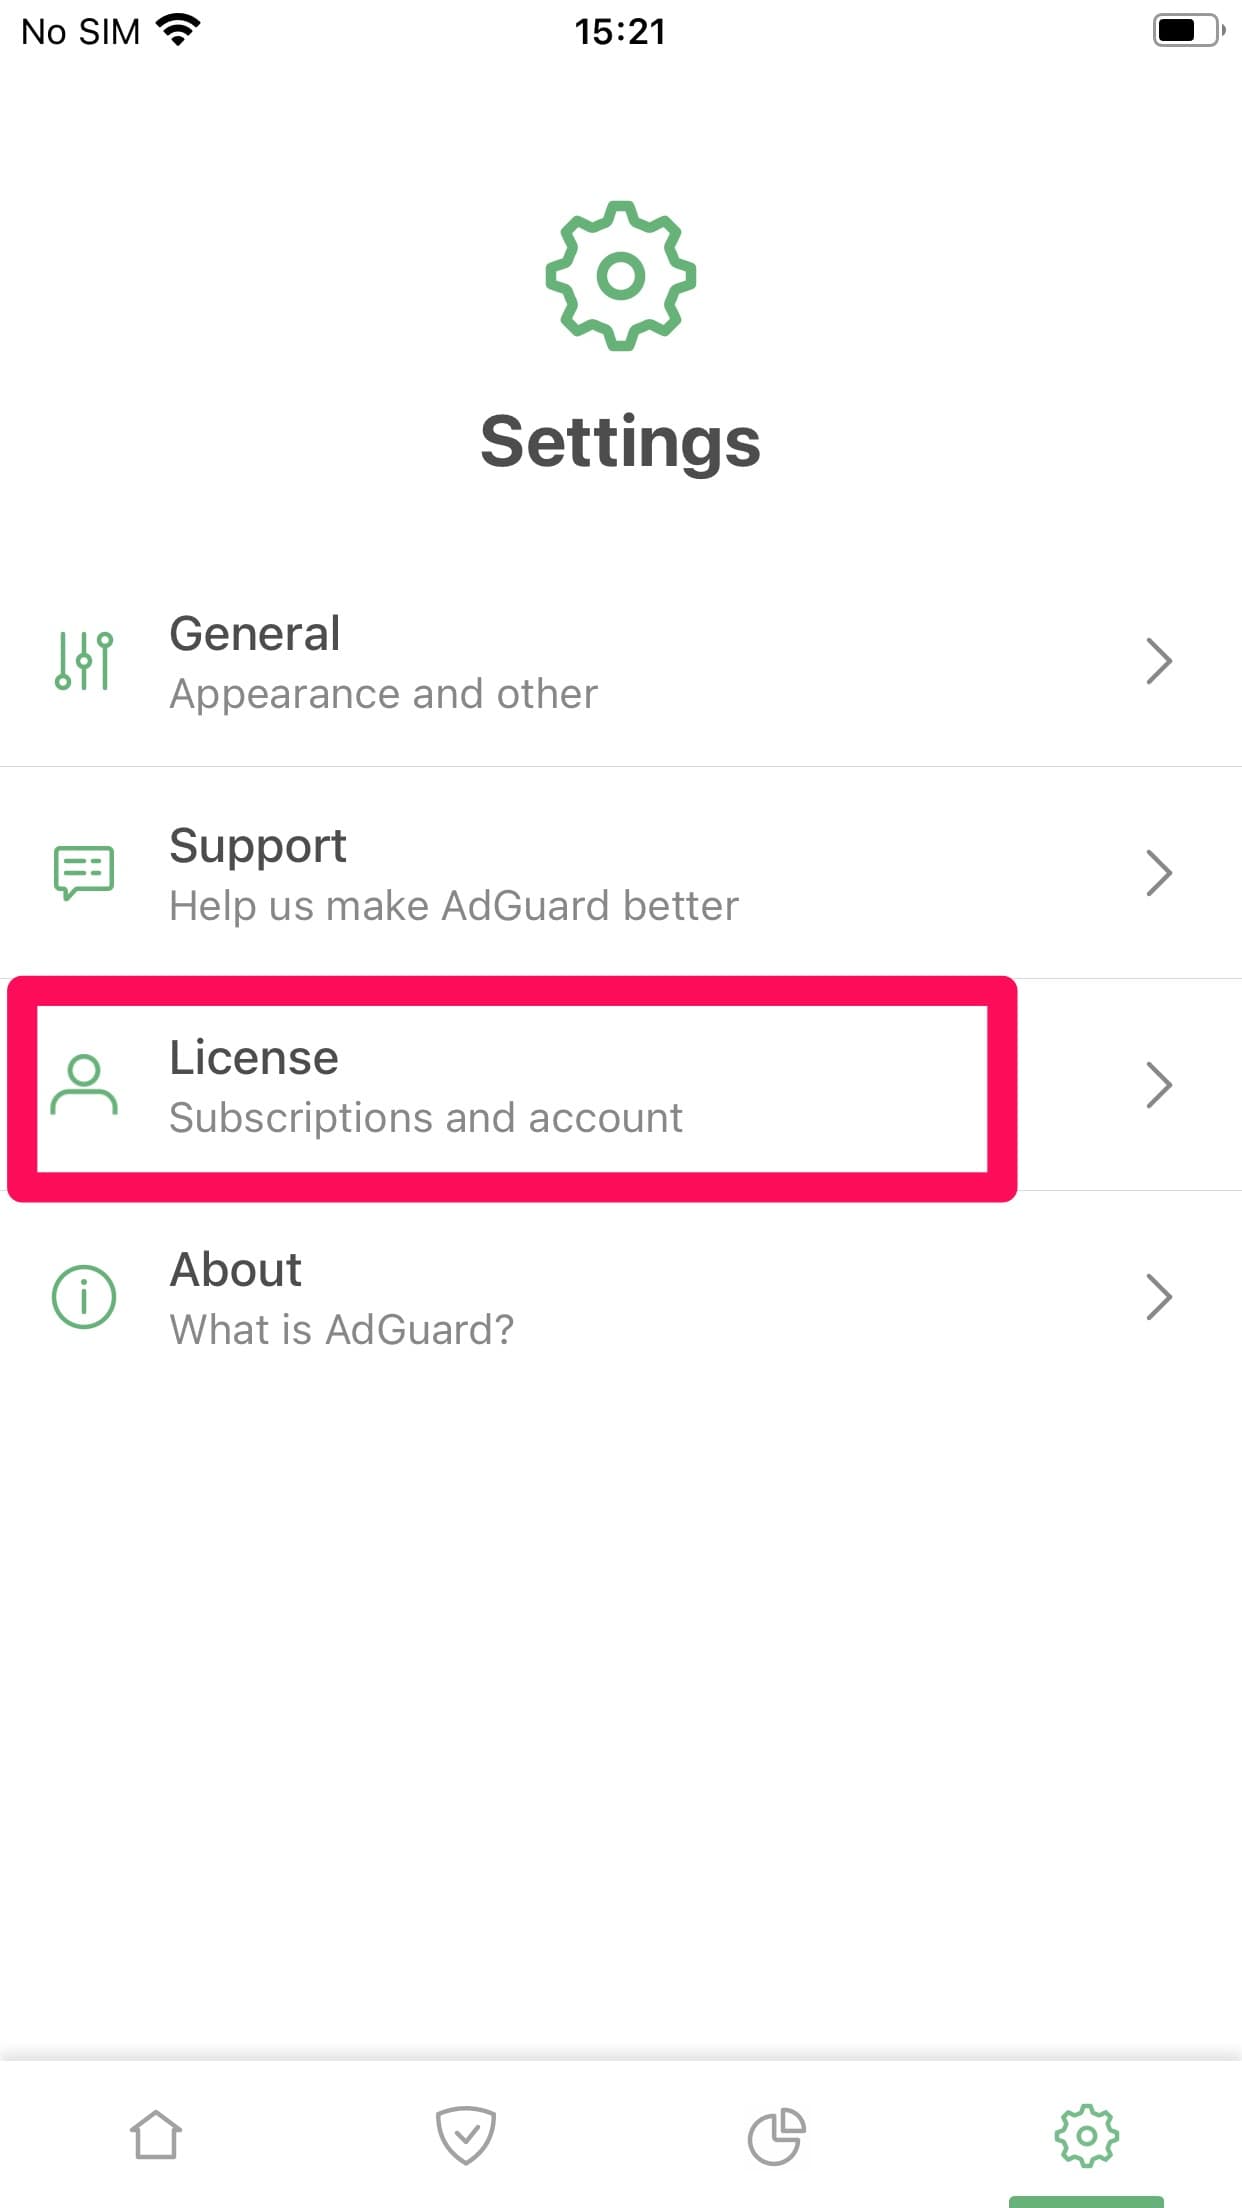 No SIM 15:21
Settings
General
Appearance and other
Support
Help us make AdGuard better
License
Subscriptions and account
About
What is AdGuard?